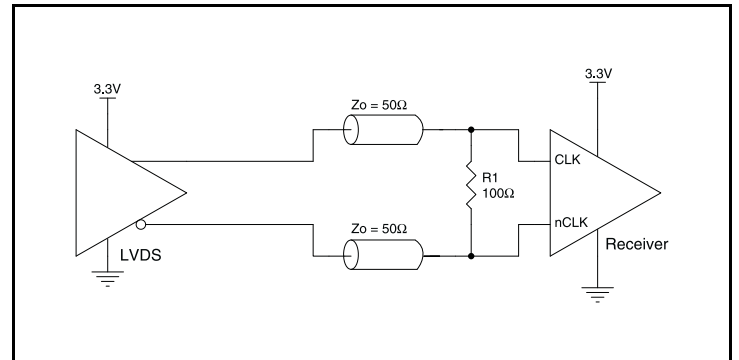 3.3V
3.3V
Zo = 50Ω
CLK
R1
100Ω
nCLK
Zo = 50Ω
LVDS
Receiver